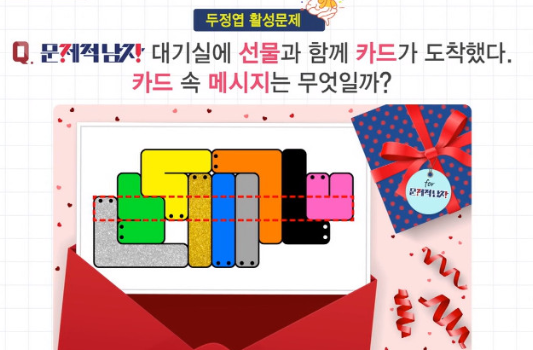 두정엽 활성문제
Q. 문제적남자 대기실에 선물과 함께 카드가 도착했다.
카드 속 메시지는 무엇일까?
for
문제적남자